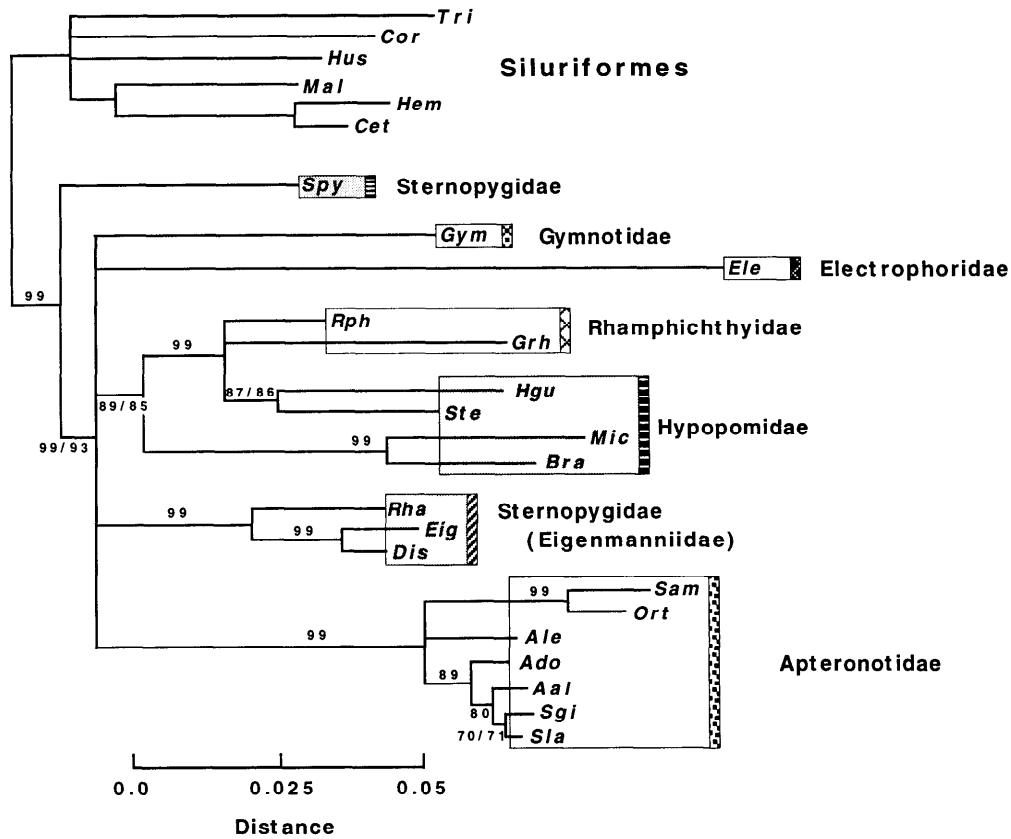 Tri
Cor
Hus
Siluriformes
Mal
Hem
Cet
Spy Sternopygidae
Gym Gymnotidae
Ele Electrophoridae
99
Rph Rhamphichthyidae
Grh
99
87/86
Hgu
89/85
Ste
Hypopomidae
99
Mic
99/93
Bra
99
Rha Sternopygidae
99
Eig (Eigenmanniidae)
Dis
99
Sam
Ort
99
Ale
Ado Apteronotidae
89
Aal
80
Sgi
70/71
Sla
0.0 0.025 0.05
Distance